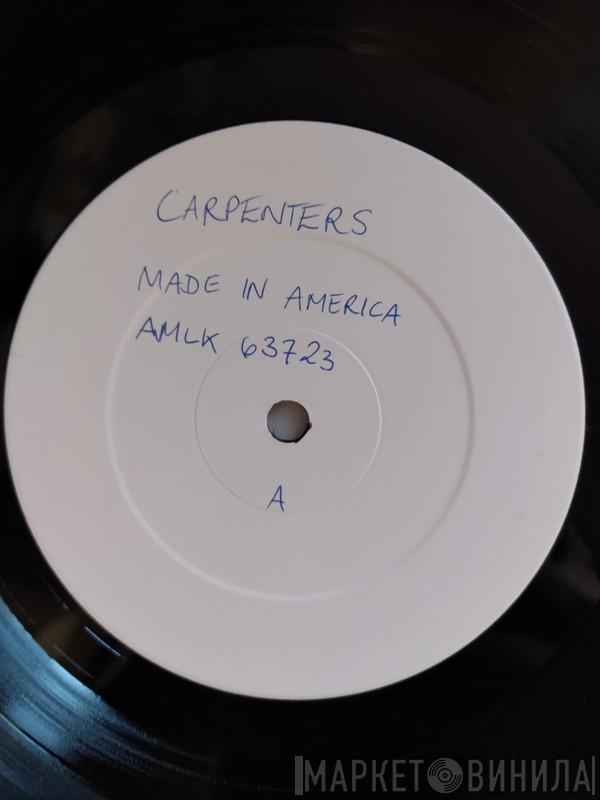 CARPENTERS
MADE IN AMERICA
AMLK 63723
A
МАРКЕТ ВИНИЛА